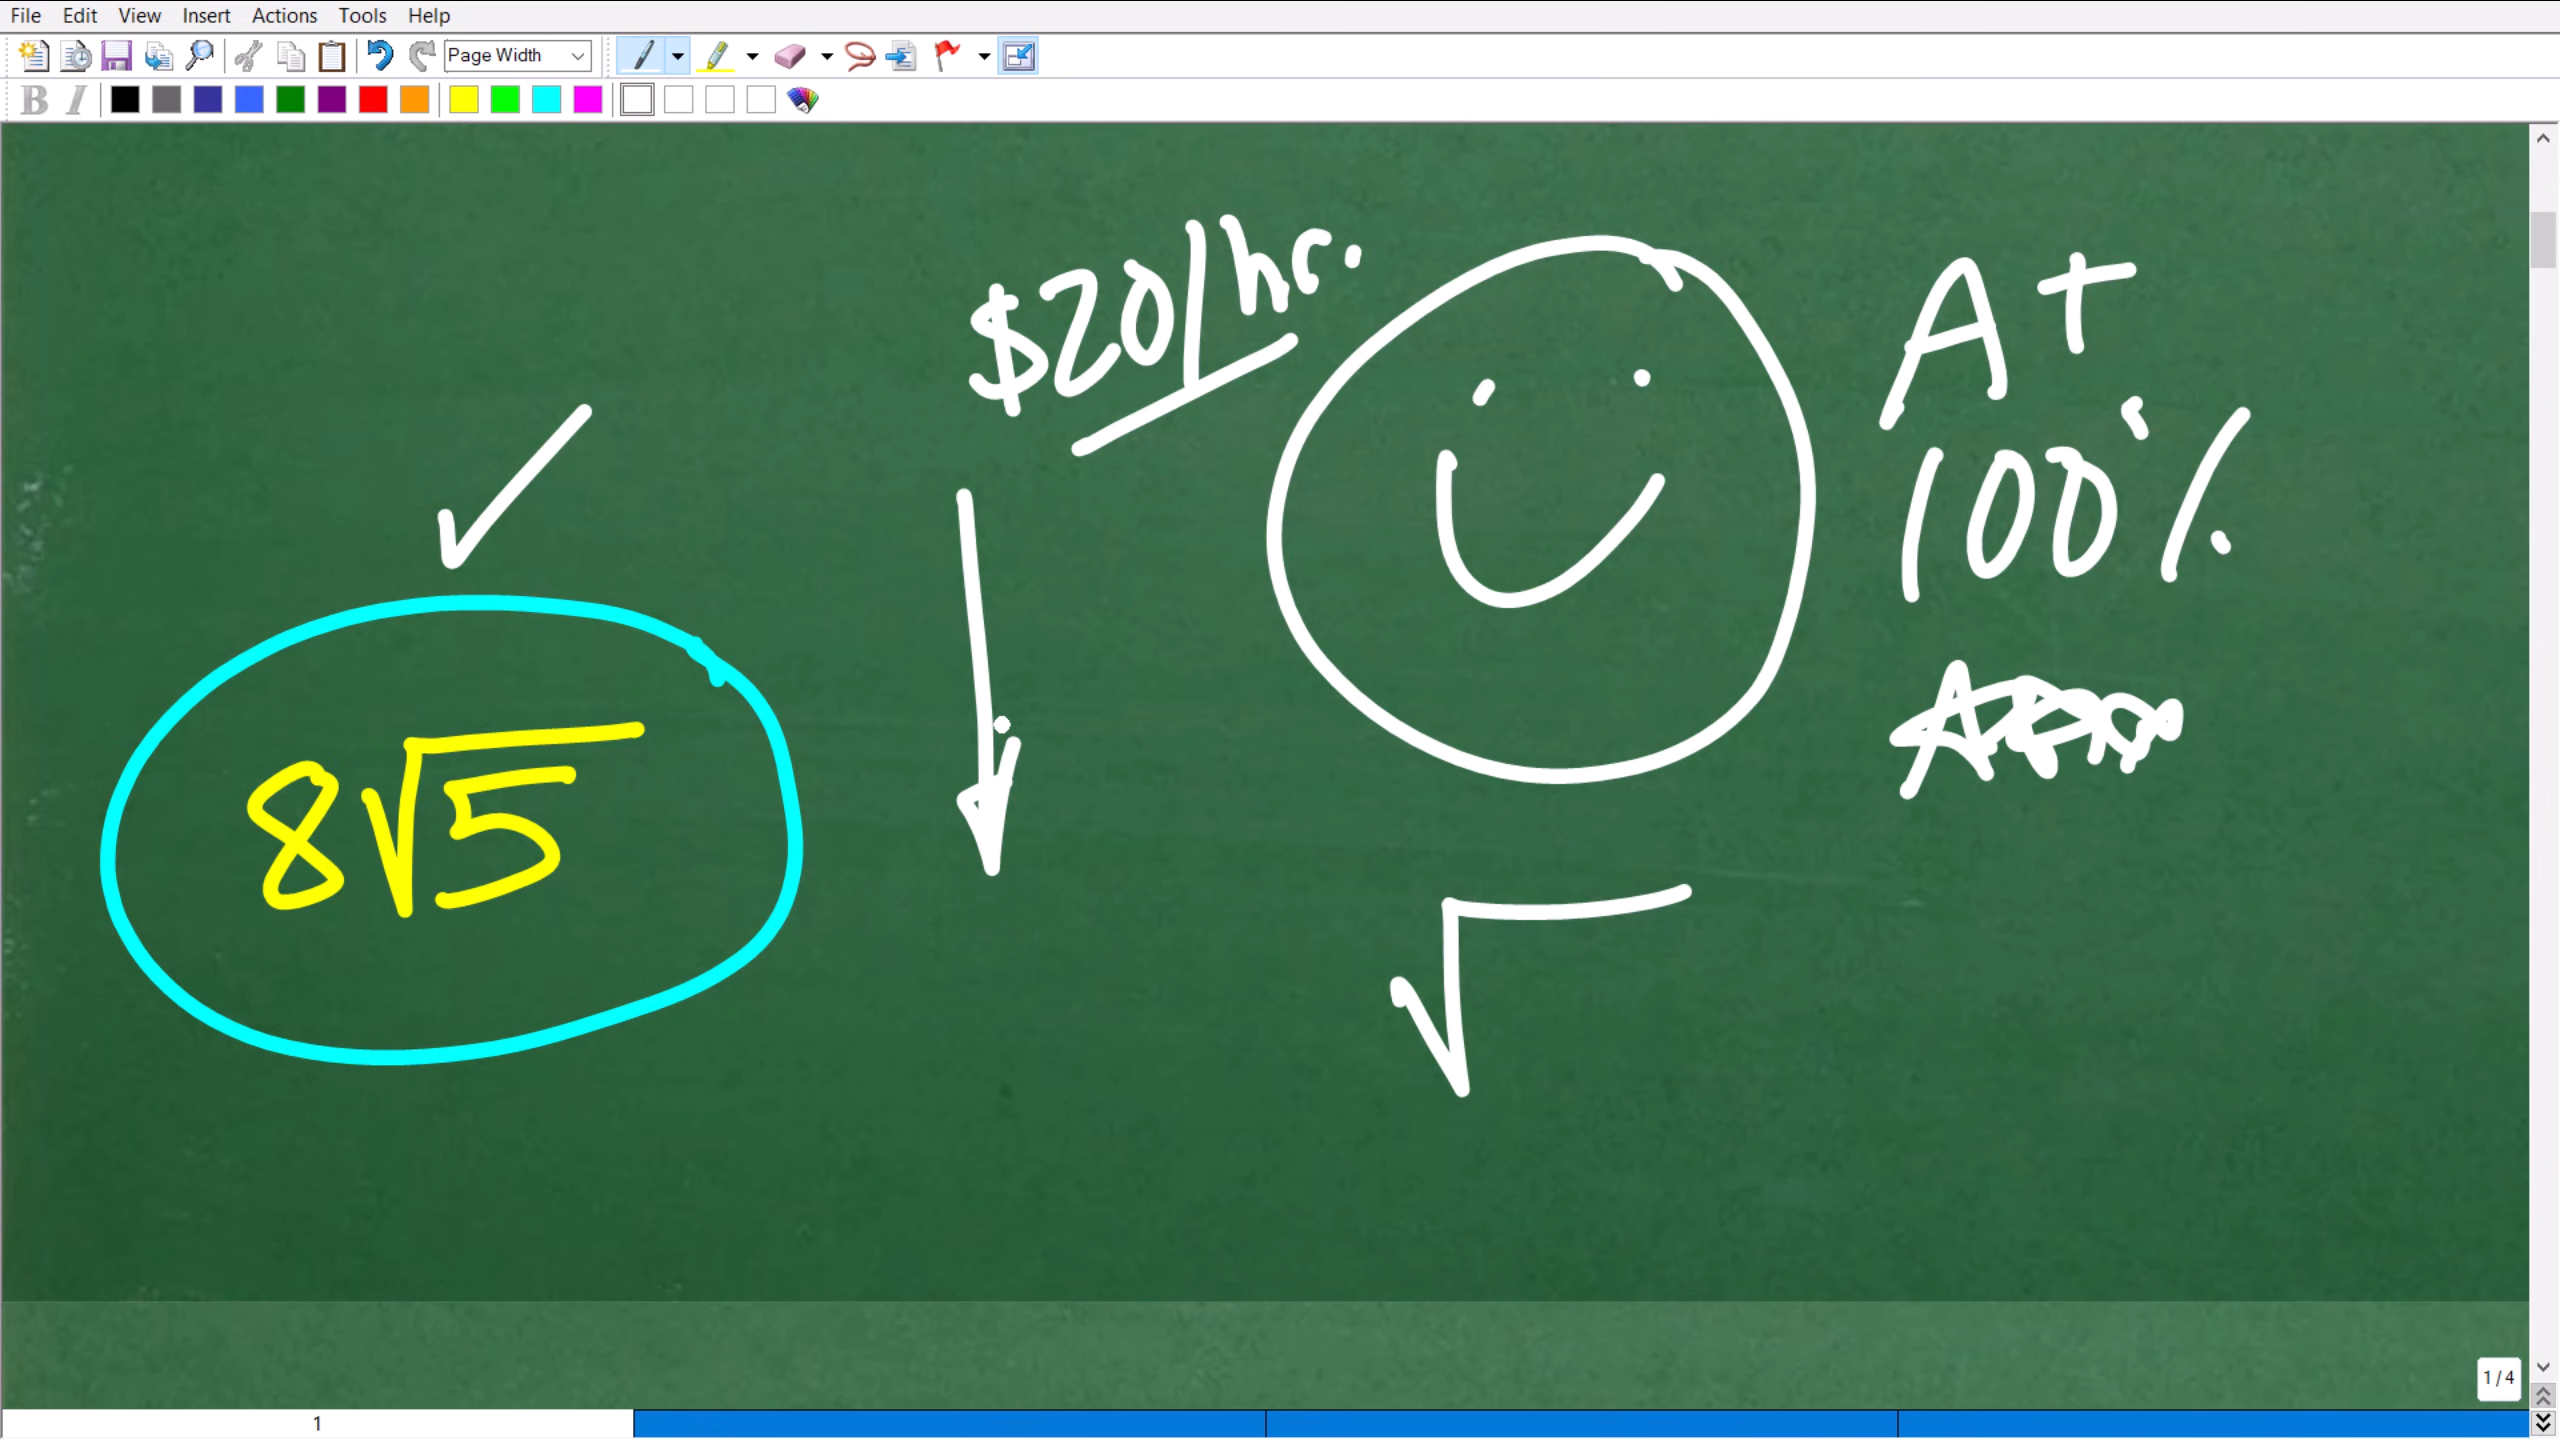 File Edit View Insert Actions Tools Help
Page Width
B I
$20/hr.
A+
100%
8√5
√
1/4
1